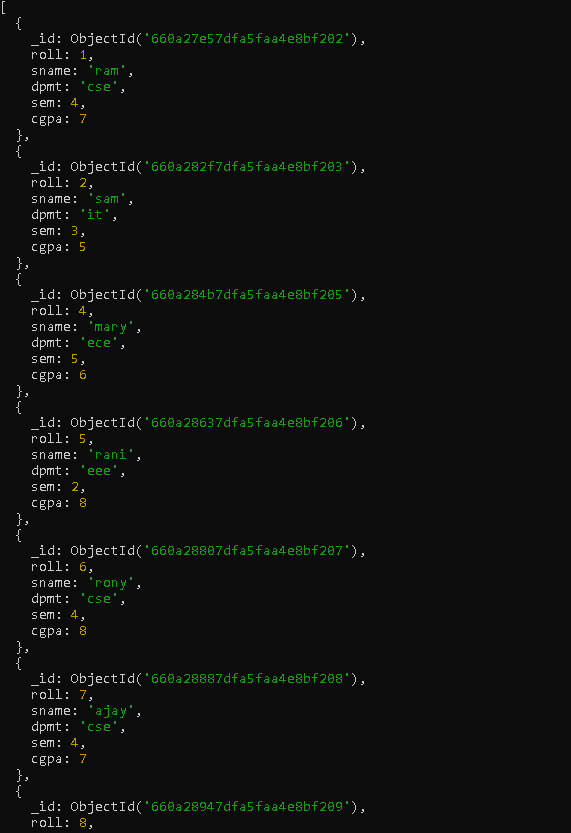 [
  {
    _id: ObjectId('660a27e57dfa5faa4e8bf202'),
    roll: 1,
    sname: 'ram',
    dpmt: 'cse',
    sem: 4,
    cgpa: 7
  },
  {
    _id: ObjectId('660a282f7dfa5faa4e8bf203'),
    roll: 2,
    sname: 'sam',
    dpmt: 'it',
    sem: 3,
    cgpa: 5
  },
  {
    _id: ObjectId('660a284b7dfa5faa4e8bf205'),
    roll: 4,
    sname: 'mary',
    dpmt: 'ece',
    sem: 5,
    cgpa: 6
  },
  {
    _id: ObjectId('660a28637dfa5faa4e8bf206'),
    roll: 5,
    sname: 'rani',
    dpmt: 'eee',
    sem: 2,
    cgpa: 8
  },
  {
    _id: ObjectId('660a28807dfa5faa4e8bf207'),
    roll: 6,
    sname: 'rony',
    dpmt: 'cse',
    sem: 4,
    cgpa: 8
  },
  {
    _id: ObjectId('660a28887dfa5faa4e8bf208'),
    roll: 7,
    sname: 'ajay',
    dpmt: 'cse',
    sem: 4,
    cgpa: 7
  },
  {
    _id: ObjectId('660a28947dfa5faa4e8bf209'),
    roll: 8,